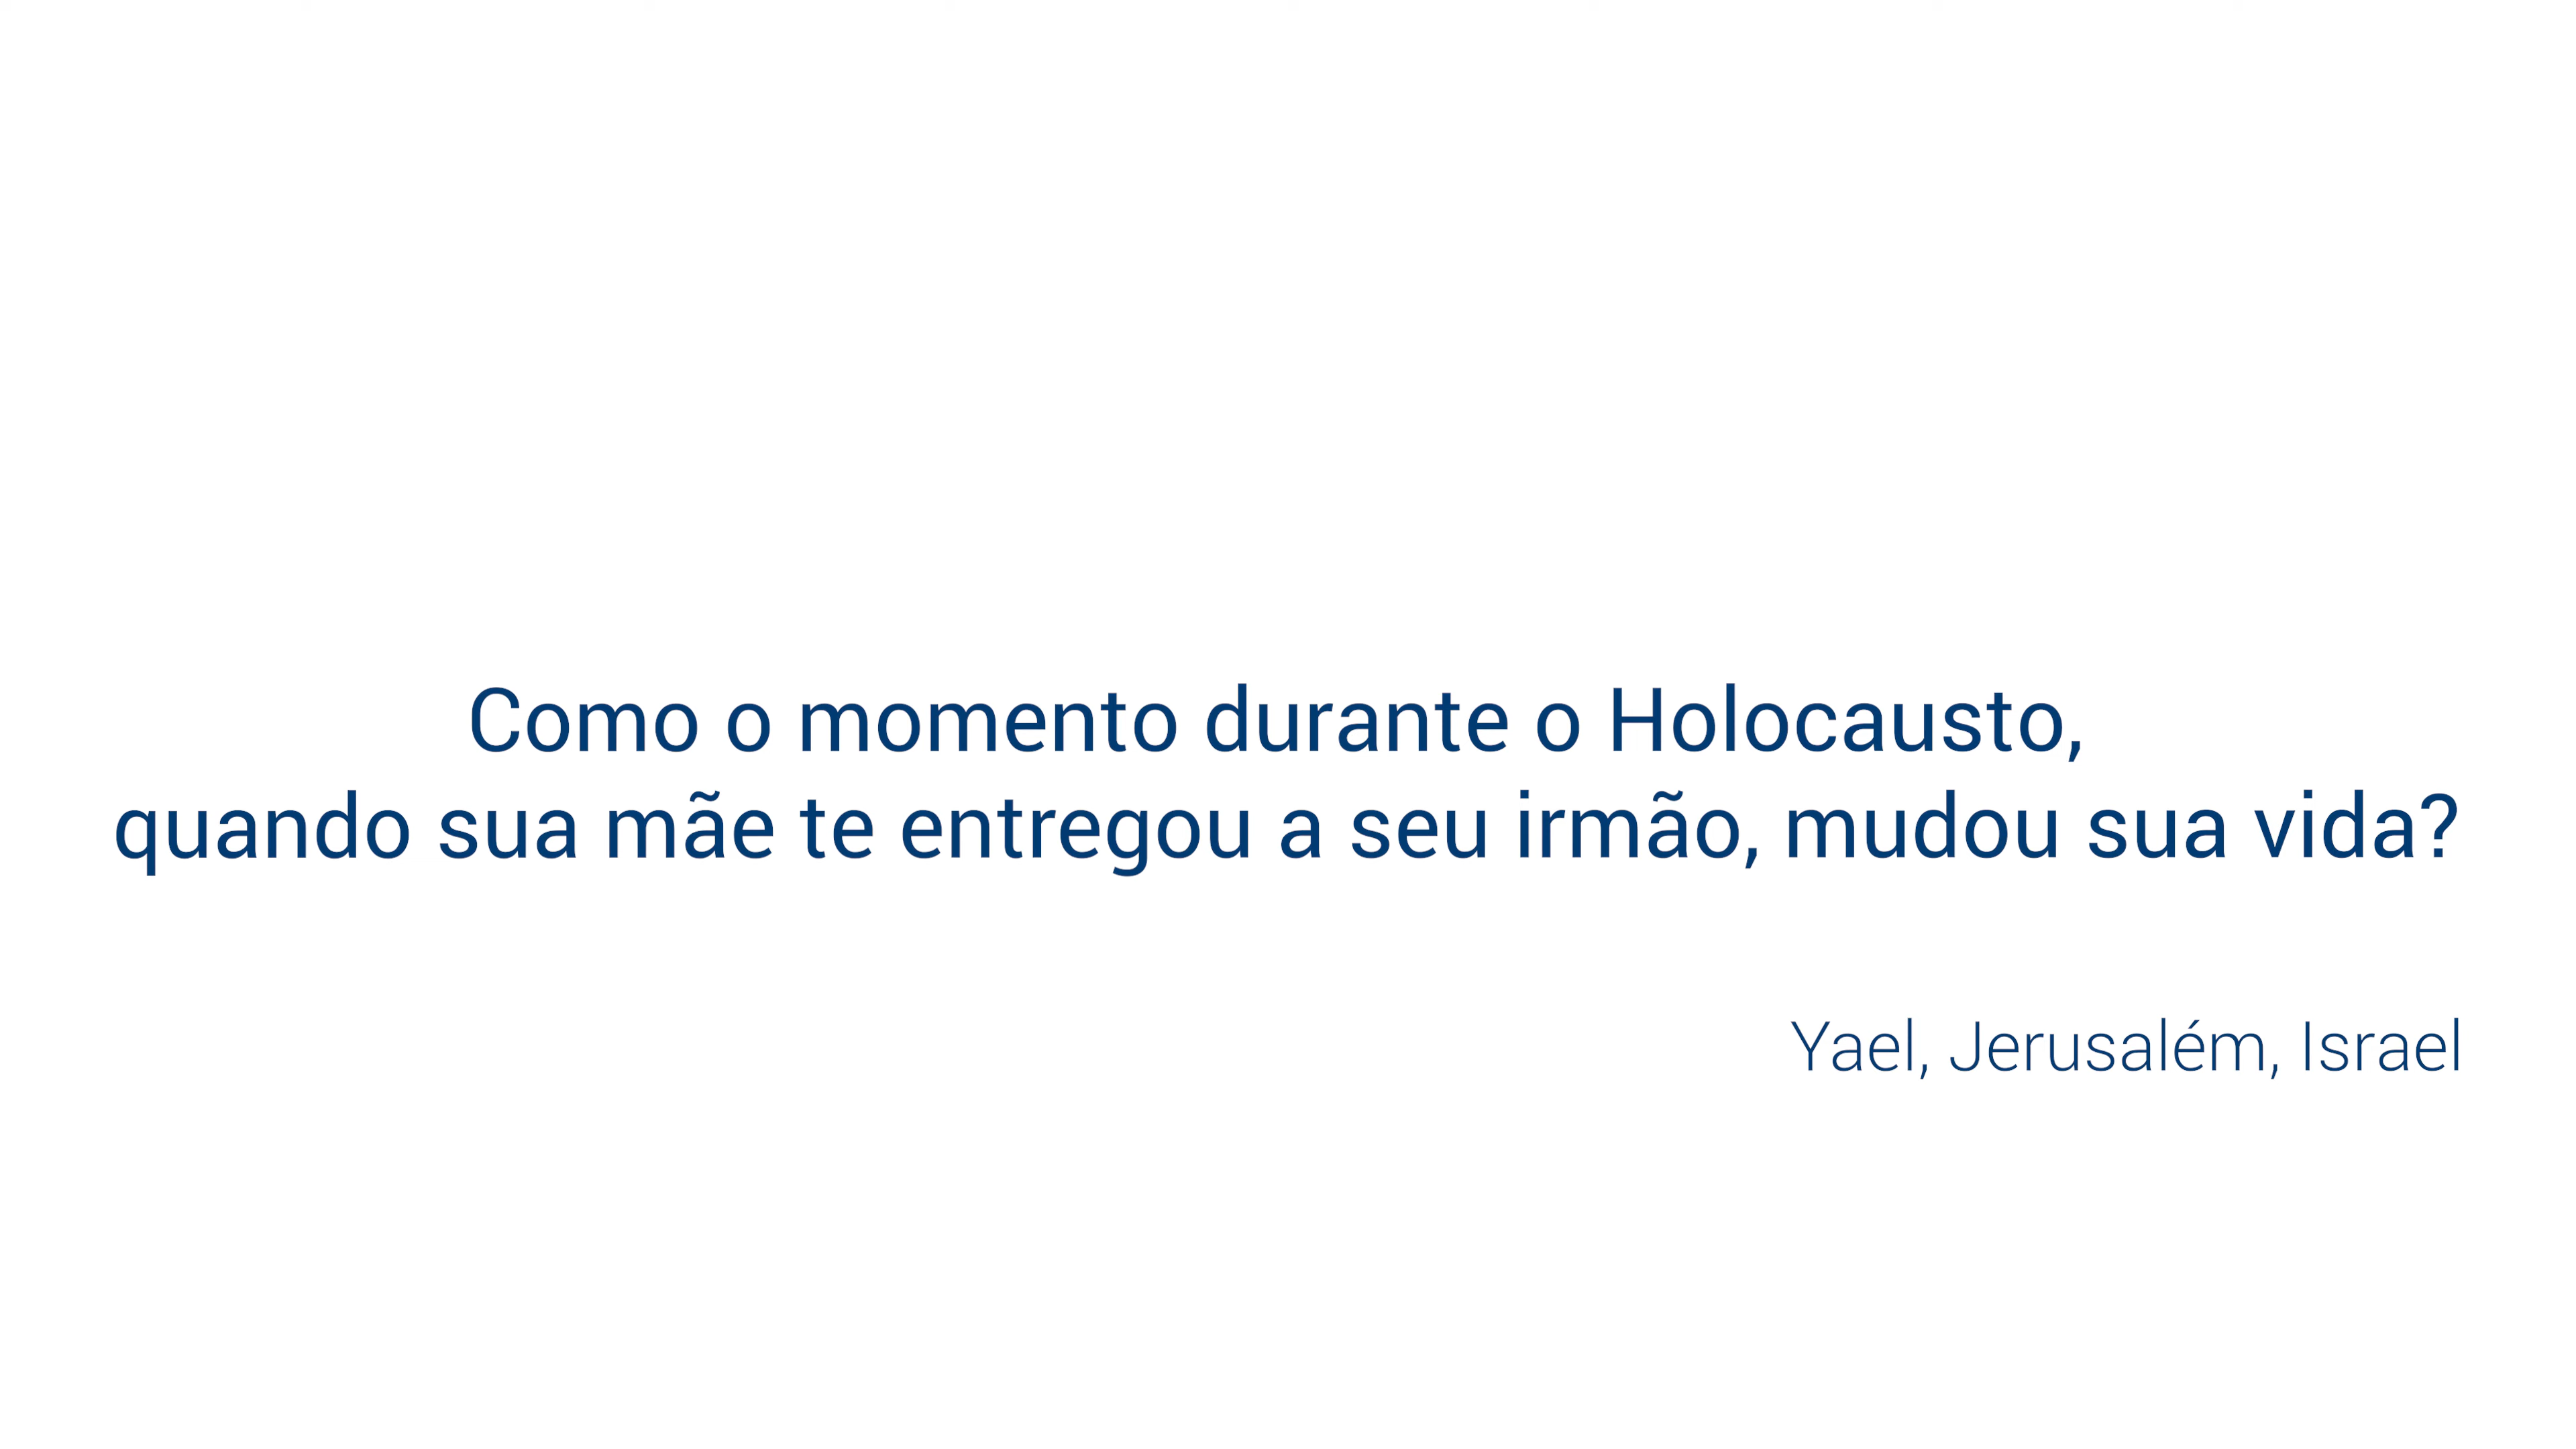 Como o momento durante o Holocausto,
quando sua mãe te entregou a seu irmão, mudou sua vida?
Yael, Jerusalém, Israel